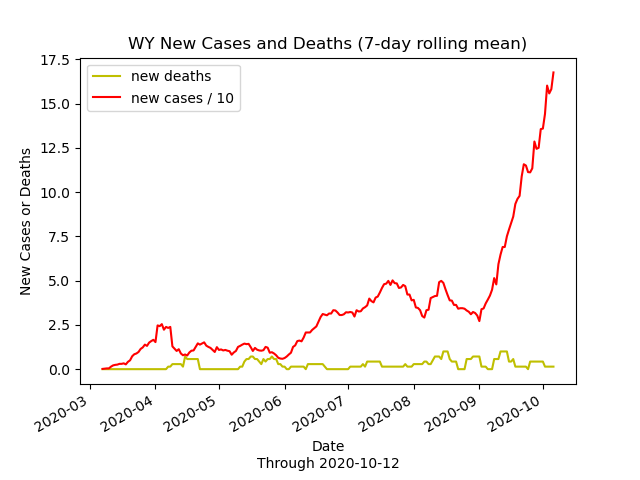 WY New Cases and Deaths (7-day rolling mean)
17.5
15.0
12.5
10.0
7.5
5.0
2.5
0.0
New Cases or Deaths
new deaths
new cases / 10
2020-03
2020-04
2020-05
2020-06
2020-07
2020-08
2020-09
2020-10
Date
Through 2020-10-12